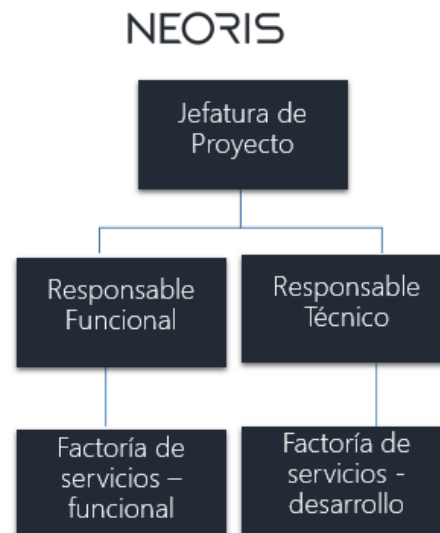 NEORIS
Jefatura de
Proyecto
Responsable
Funcional
Responsable
Técnico
Factoría de
servicios –
funcional
Factoría de
servicios -
desarrollo